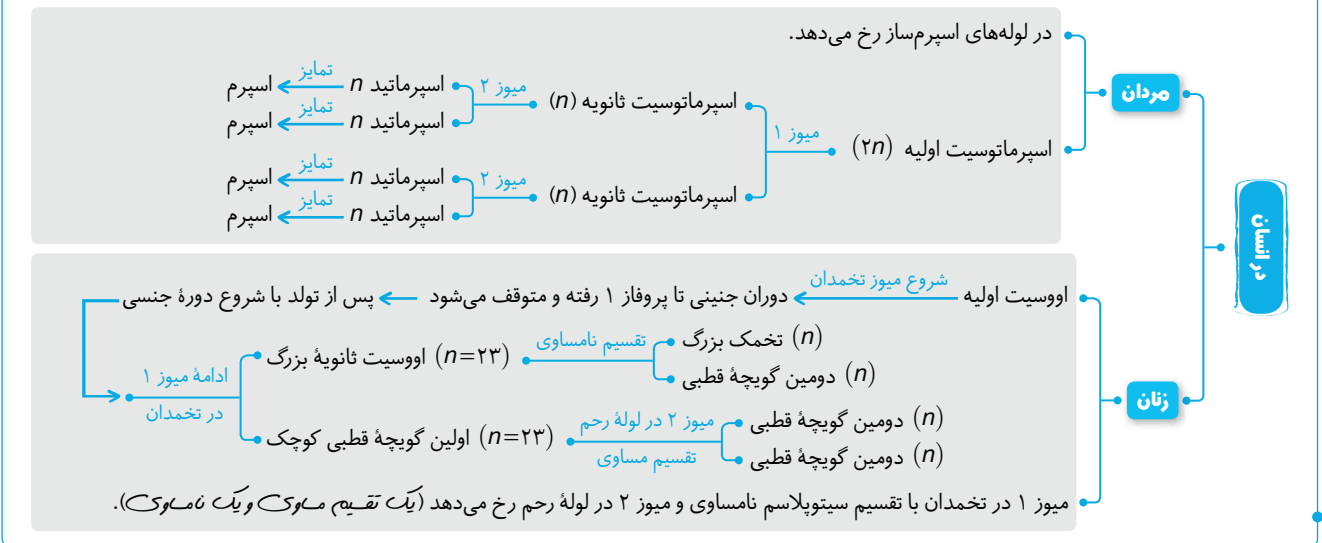 در انسان
مردان
در لوله‌های اسپرم‌ساز رخ می‌دهد.
اسپرماتوسیت اولیه (۲n)
میوز ۱
اسپرماتوسیت ثانویه (n)
میوز ۲
اسپرماتید n تمایز اسپرم
اسپرماتید n تمایز اسپرم
اسپرماتوسیت ثانویه (n)
میوز ۲
اسپرماتید n تمایز اسپرم
اسپرماتید n تمایز اسپرم
زنان
اووسیت اولیه شروع میوز تخمدان دوران جنینی تا پروفاز ۱ رفته و متوقف می‌شود پس از تولد با شروع دورهٔ جنسی
ادامهٔ میوز ۱
در تخمدان
اووسیت ثانویهٔ بزرگ (n=۲۳)
تقسیم نامساوی
تخمک بزرگ (n)
دومین گویچهٔ قطبی (n)
اولین گویچهٔ قطبی کوچک (n=۲۳)
میوز ۲ در لولهٔ رحم
تقسیم مساوی
دومین گویچهٔ قطبی (n)
دومین گویچهٔ قطبی (n)
میوز ۱ در تخمدان با تقسیم سیتوپلاسم نامساوی و میوز ۲ در لولهٔ رحم رخ می‌دهد (یک تقسیم مساوی و یک نامساوی).